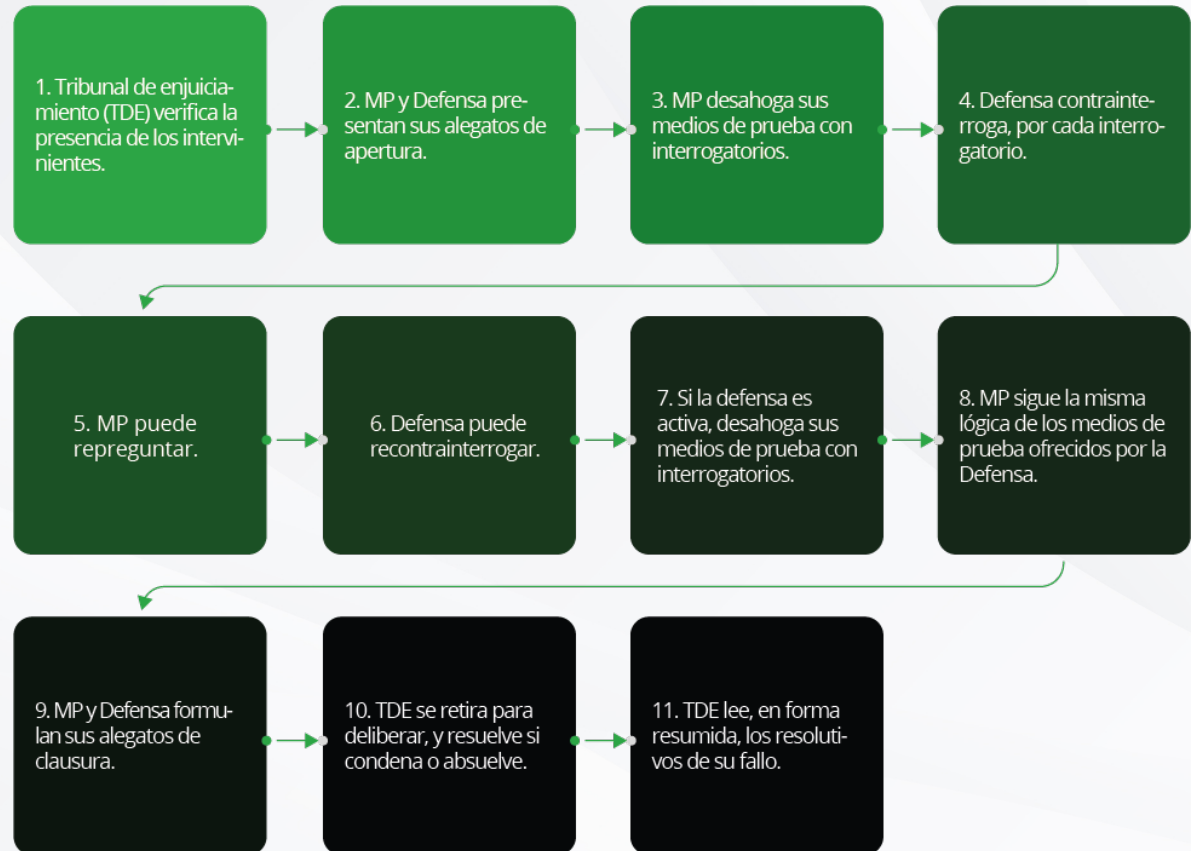 1. Tribunal de enjuicia-
miento (TDE) verifica la
presencia de los intervi-
nientes.
2. MP y Defensa pre-
sentan sus alegatos de
apertura.
3. MP desahoga sus
medios de prueba con
interrogatorios.
4. Defensa contrainte-
rroga, por cada interro-
gatorio.
5. MP puede
repreguntar.
6. Defensa puede
recontrainterrogar.
7. Si la defensa es
activa, desahoga sus
medios de prueba con
interrogatorios.
8. MP sigue la misma
lógica de los medios de
prueba ofrecidos por la
Defensa.
9. MP y Defensa formu-
lan sus alegatos de
clausura.
10. TDE se retira para
deliberar, y resuelve si
condena o absuelve.
11. TDE lee, en forma
resumida, los resoluti-
vos de su fallo.